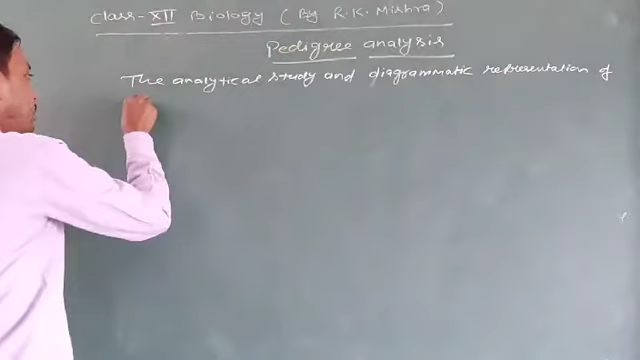 Class-XII Biology (By R.K. Mishra)
Pedigree analysis
The analytical study and diagrammatic representation of